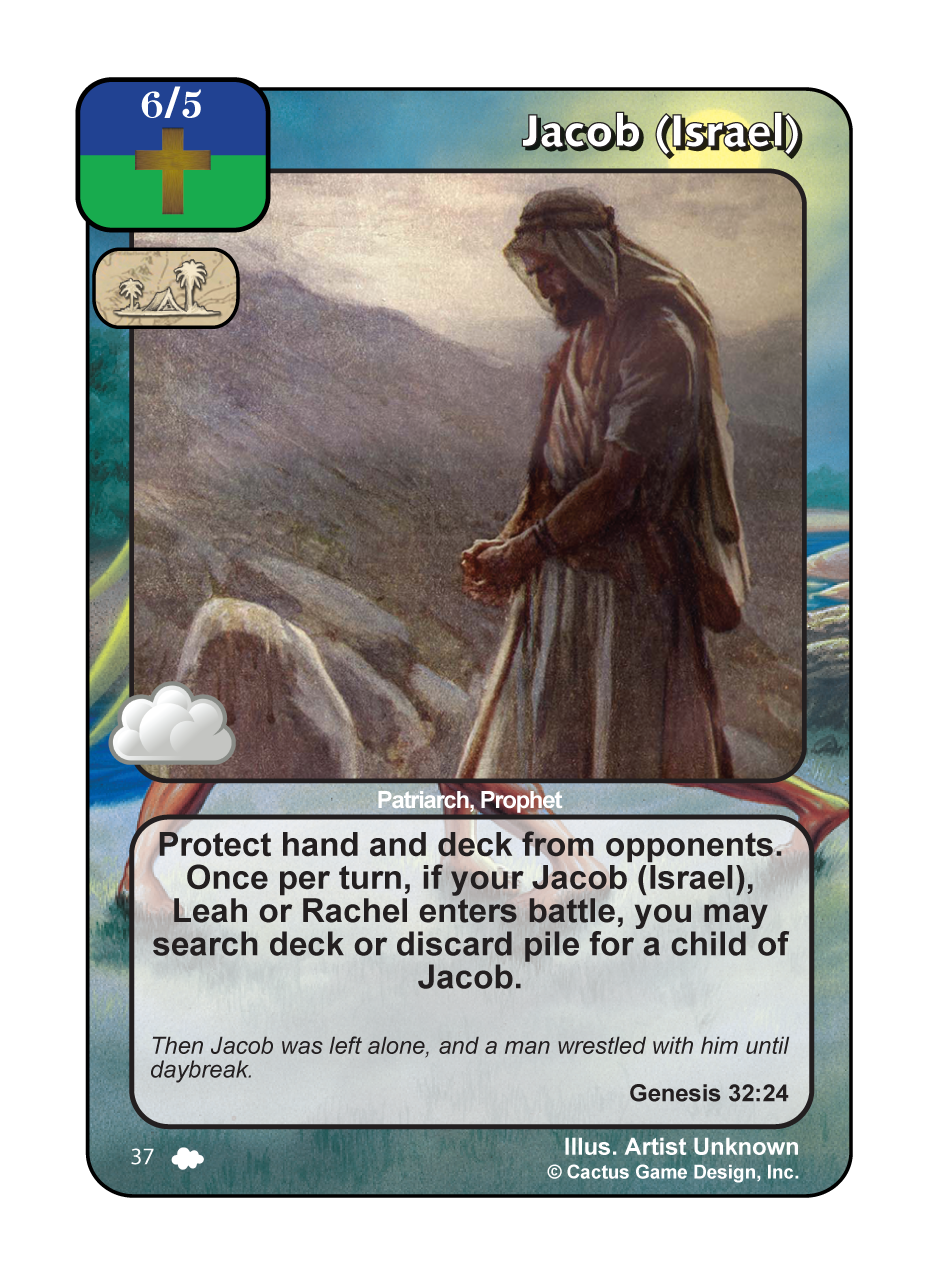 6/5
Jacob (Israel)
Patriarch, Prophet
Protect hand and deck from opponents.
Once per turn, if your Jacob (Israel),
Leah or Rachel enters battle, you may
search deck or discard pile for a child of
Jacob.
Then Jacob was left alone, and a man wrestled with him until
daybreak.
Genesis 32:24
37
Illus. Artist Unknown
© Cactus Game Design, Inc.